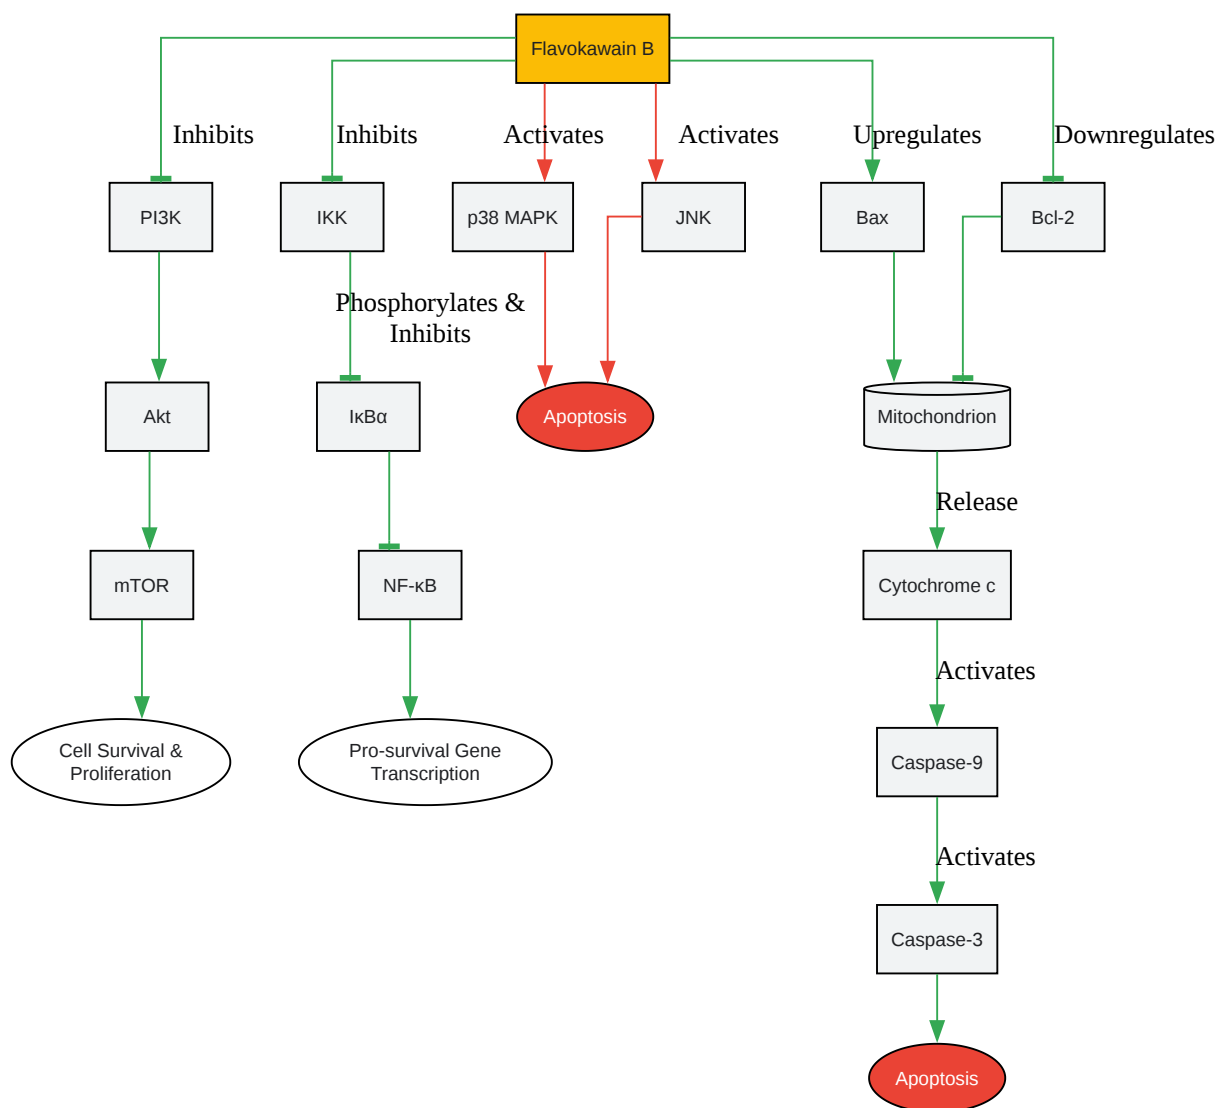 Flavokawain B
Inhibits
Inhibits
Activates
Activates
Upregulates
Downregulates
PI3K
IKK
p38 MAPK
JNK
Bax
Bcl-2
Phosphorylates &
Inhibits
Akt
IκBα
Apoptosis
Mitochondrion
Release
mTOR
NF-κB
Cytochrome c
Activates
Cell Survival &
Proliferation
Pro-survival Gene
Transcription
Caspase-9
Activates
Caspase-3
Apoptosis